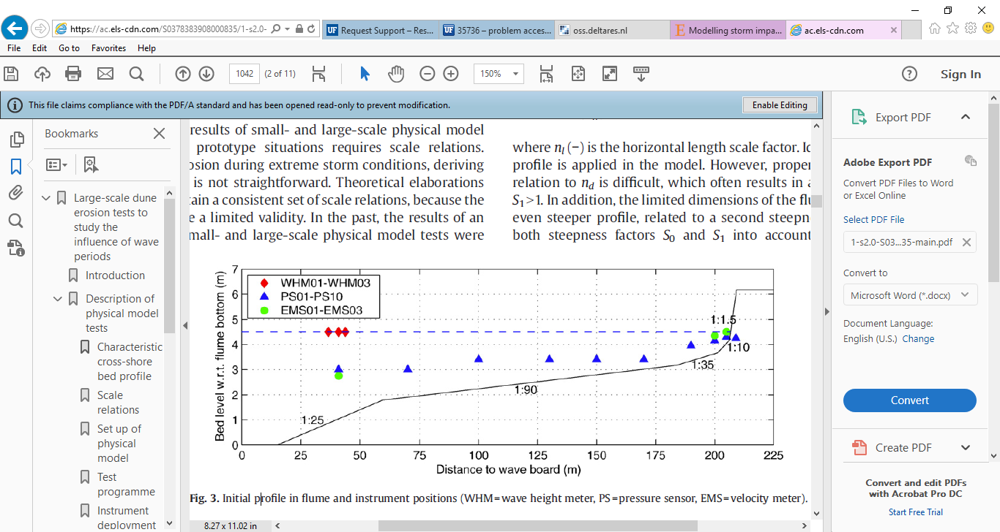 https://ac.els-cdn.com/S0378383908000835/1-s2.0-
Request Support – Res...
35736 – problem acces...
oss.deltares.nl
Modelling storm impa...
ac.els-cdn.com
File Edit Go to Favorites Help
1042 (2 of 11)
150%
Sign In
This file claims compliance with the PDF/A standard and has been opened read-only to prevent modification.
Enable Editing
Bookmarks
Large-scale dune
erosion tests to
study the
influence of wave
periods
Introduction
Description of
physical model
tests
Characteristic
cross-shore
bed profile
Scale
relations
Set up of
physical
model
Test
programme
Instrument
deployment
results of small- and large-scale physical model
prototype situations requires scale relations.
osion during extreme storm conditions, deriving
is not straightforward. Theoretical elaborations
tain a consistent set of scale relations, because the
e a limited validity. In the past, the results of an
mall- and large-scale physical model tests were
where nl (−) is the horizontal length scale factor. Id
profile is applied in the model. However, proper
relation to nd is difficult, which often results in a
S1>1. In addition, the limited dimensions of the flu
even steeper profile, related to a second steepn
both steepness factors S0 and S1 into account
WHM01-WHM03
PS01-PS10
EMS01-EMS03
Bed level w.r.t. flume bottom (m)
7
6
5
4
3
2
1
0
1:25
1:90
1:35
1:10
1:1.5
0 25 50 75 100 125 150 175 200 225
Distance to wave board (m)
Fig. 3. Initial profile in flume and instrument positions (WHM=wave height meter, PS=pressure sensor, EMS=velocity meter).
8.27 x 11.02 in
Export PDF
Adobe Export PDF
Convert PDF Files to Word
or Excel Online
Select PDF File
1-s2.0-S03...35-main.pdf
Convert to
Microsoft Word (*.docx)
Document Language:
English (U.S.) Change
Convert
Create PDF
Convert and edit PDFs
with Acrobat Pro DC
Start Free Trial